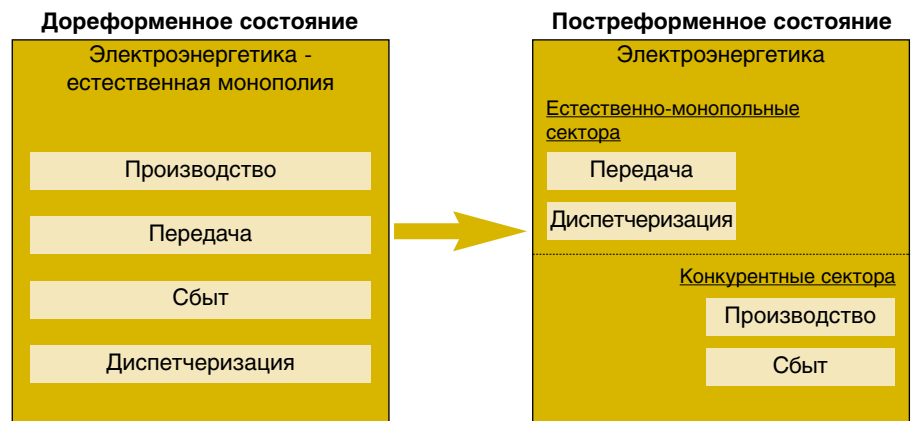 Дореформенное состояние
Электроэнергетика -
естественная монополия
Производство
Передача
Сбыт
Диспетчеризация
Постреформенное состояние
Электроэнергетика
Естественно-монопольные
сектора
Передача
Диспетчеризация
Конкурентные сектора
Производство
Сбыт